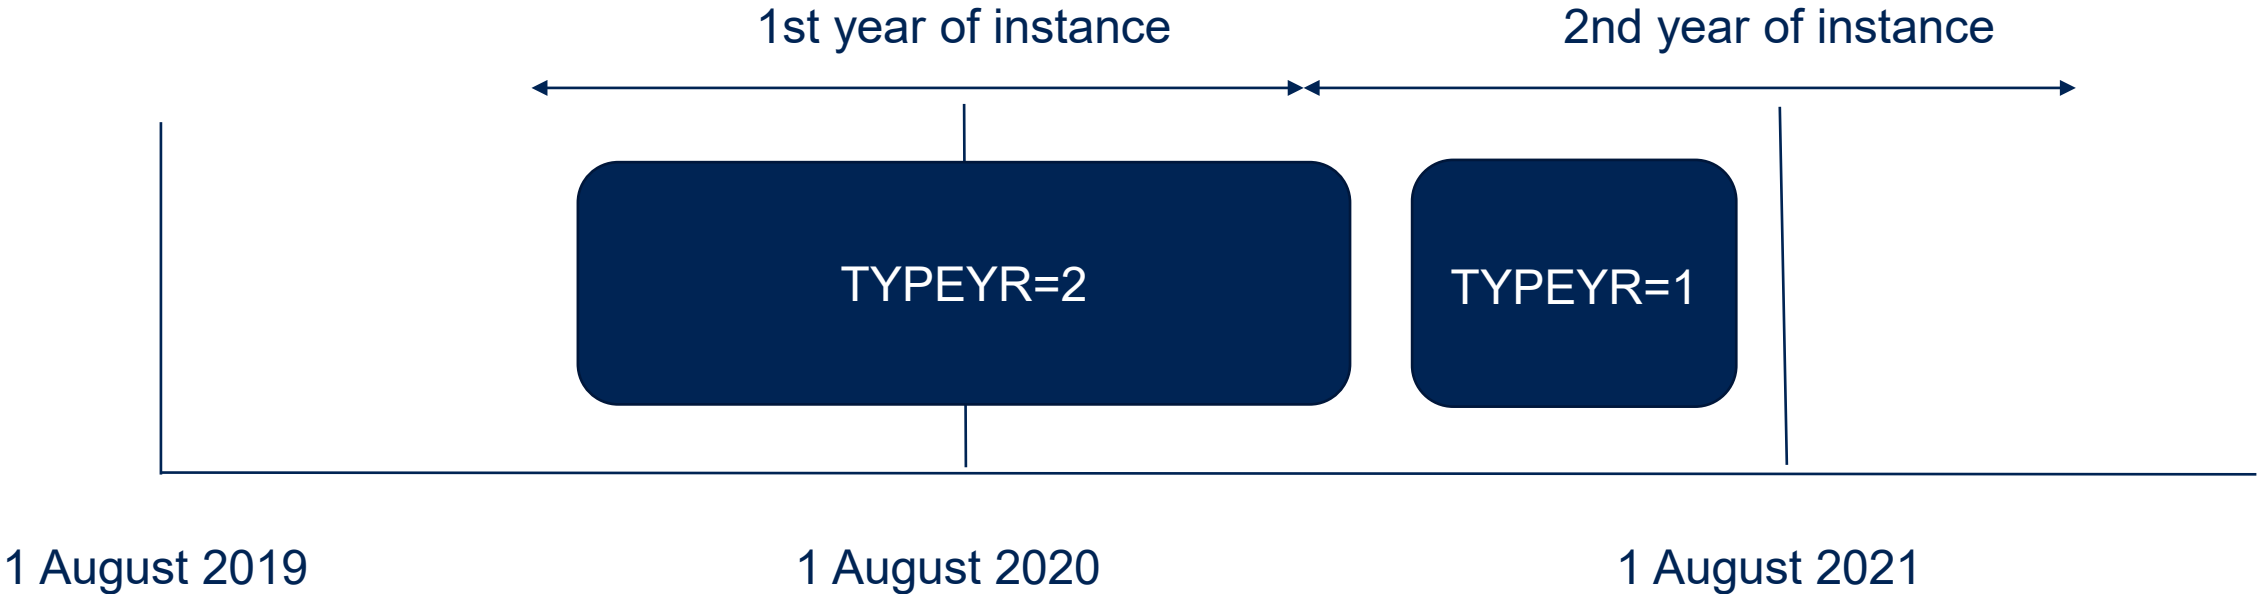 1st year of instance
2nd year of instance
TYPEYR=2
TYPEYR=1
1 August 2019
1 August 2020
1 August 2021